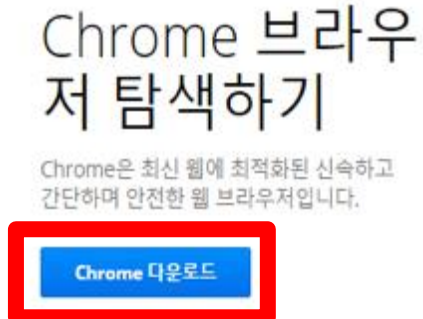 Chrome 브라우
저 탐색하기
Chrome은 최신 웹에 최적화된 신속하고
간단하며 안전한 웹 브라우저입니다.
Chrome 다운로드